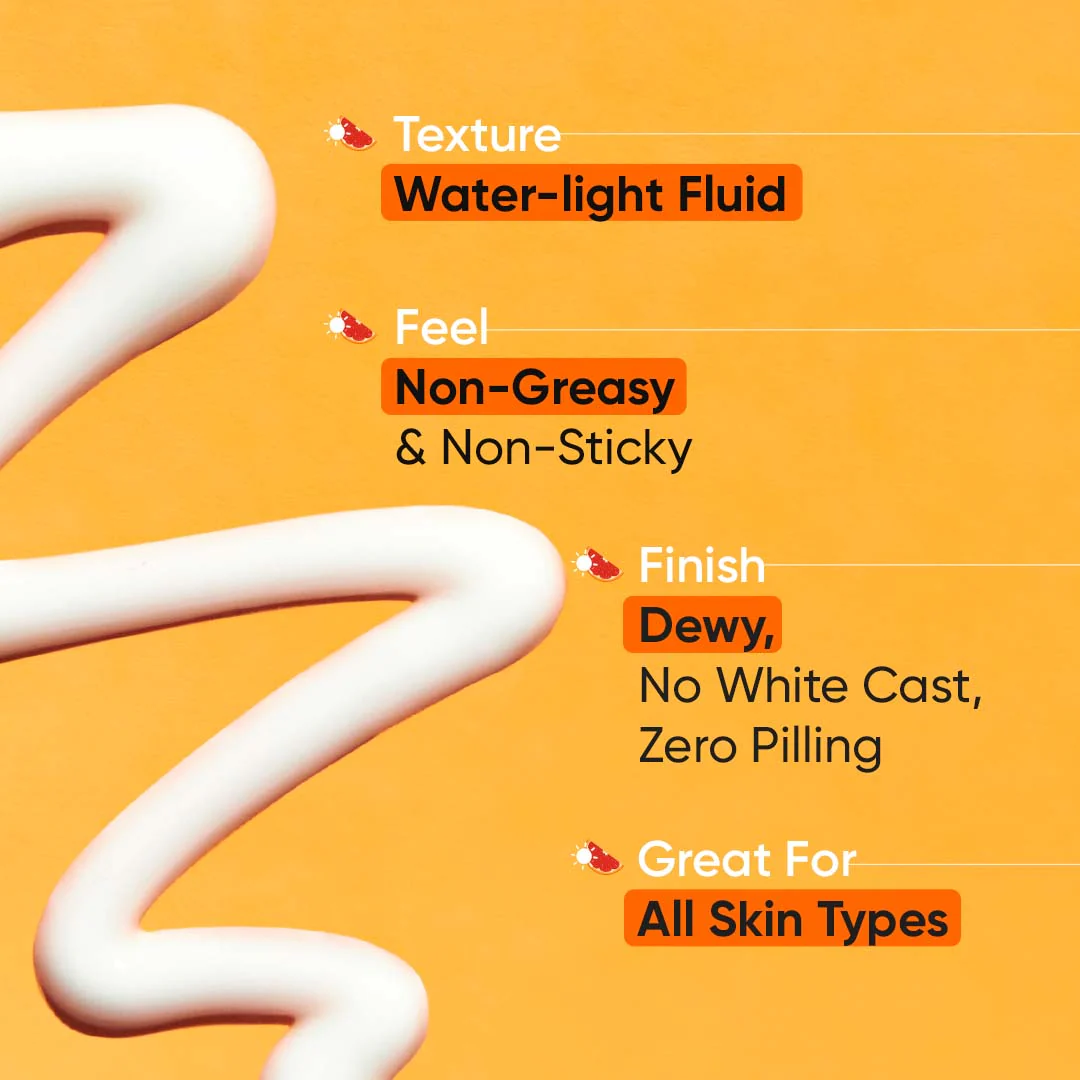 Texture
Water-light Fluid
Feel
Non-Greasy
& Non-Sticky
Finish
Dewy,
No White Cast,
Zero Pilling
Great For
All Skin Types